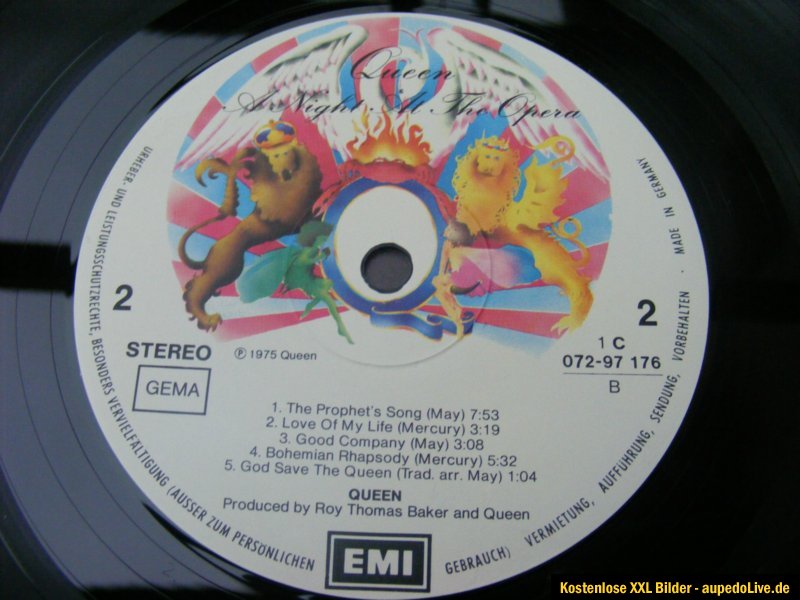 Queen
A Night At The Opera
URHEBER- UND LEISTUNGSSCHUTZRECHTE, BESONDERS VERVIELFÄLTIGUNG (AUSSER ZUM PERSÖNLICHEN GEBRAUCH) VERMIETUNG, AUFFÜHRUNG, SENDUNG, VORBEHALTEN · MADE IN GERMANY
2
2
STEREO
GEMA
℗ 1975 Queen
1 C
072-97 176
B
1. The Prophet's Song (May) 7:53
2. Love Of My Life (Mercury) 3:19
3. Good Company (May) 3:08
4. Bohemian Rhapsody (Mercury) 5:32
5. God Save The Queen (Trad. arr. May) 1:04
QUEEN
Produced by Roy Thomas Baker and Queen
EMI
Kostenlose XXL Bilder - aupedoLive.de